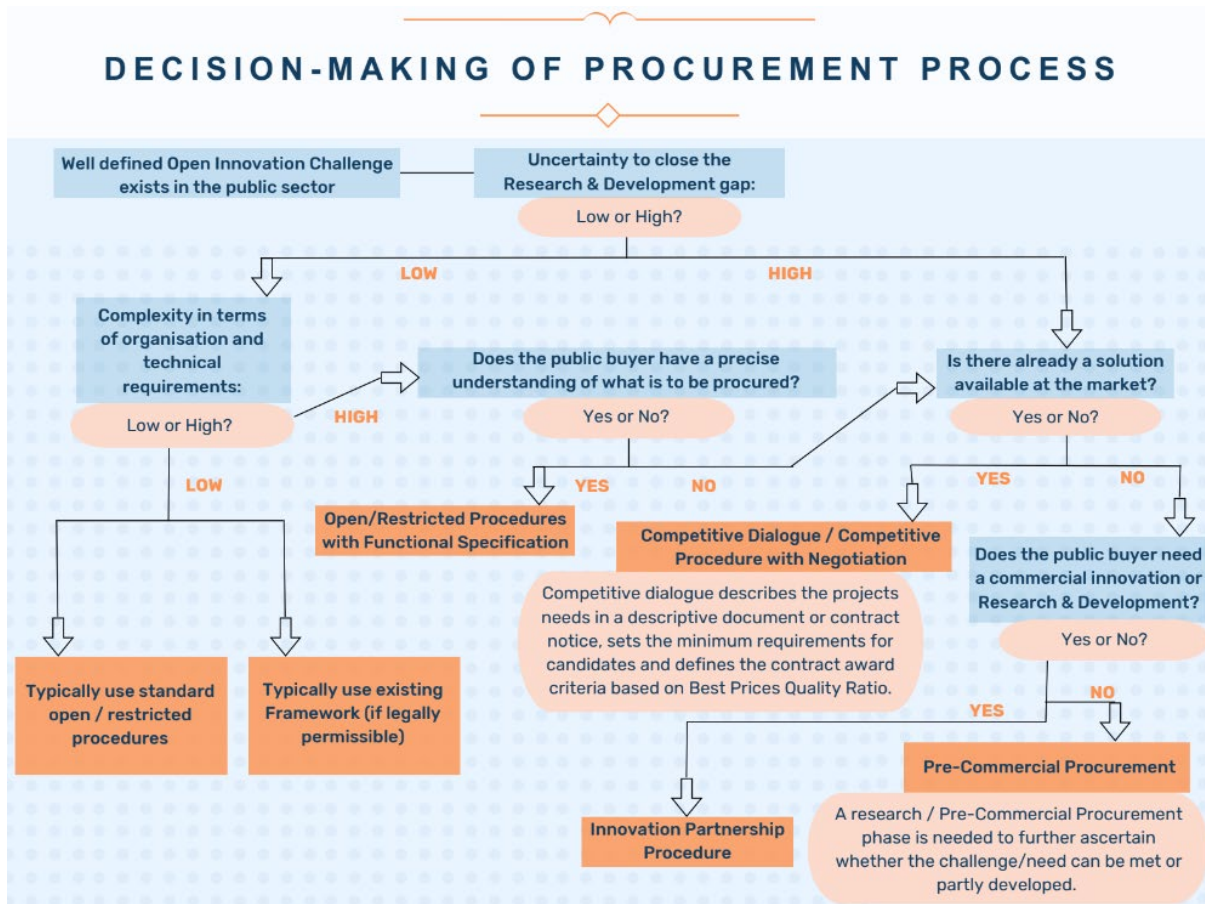 DECISION-MAKING OF PROCUREMENT PROCESS
Well defined Open Innovation Challenge
exists in the public sector
Uncertainty to close the
Research & Development gap:
Low or High?
LOW
HIGH
Complexity in terms
of organisation and
technical
requirements:
Low or High?
HIGH
Does the public buyer have a precise
understanding of what is to be procured?
Yes or No?
Is there already a solution
available at the market?
Yes or No?
LOW
YES
NO
YES
NO
Open/Restricted Procedures
with Functional Specification
Competitive Dialogue / Competitive
Procedure with Negotiation
Competitive dialogue describes the projects
needs in a descriptive document or contract
notice, sets the minimum requirements for
candidates and defines the contract award
criteria based on Best Prices Quality Ratio.
Does the public buyer need
a commercial innovation or
Research & Development?
Yes or No?
Typically use standard
open / restricted
procedures
Typically use existing
Framework (if legally
permissible)
YES
NO
Innovation Partnership
Procedure
Pre-Commercial Procurement
A research / Pre-Commercial Procurement
phase is needed to further ascertain
whether the challenge/need can be met or
partly developed.